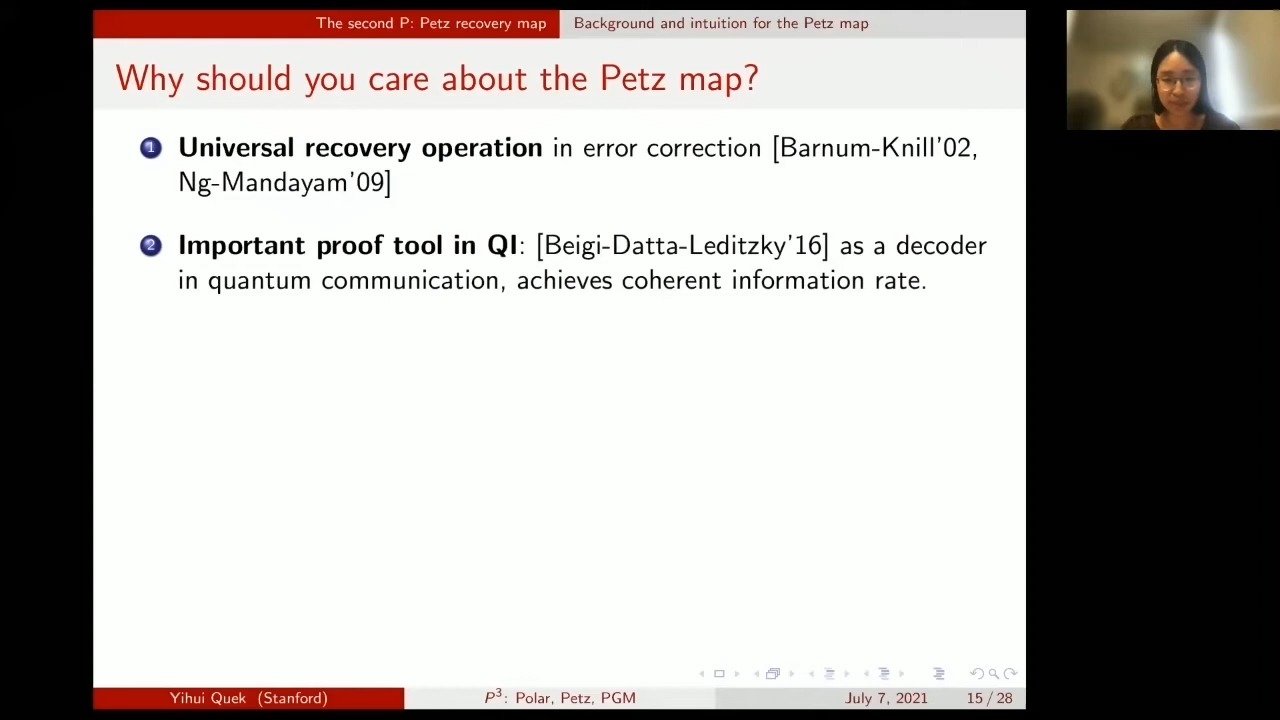 The second P: Petz recovery map Background and intuition for the Petz map
Why should you care about the Petz map?
1 Universal recovery operation in error correction [Barnum-Knill'02,
Ng-Mandayam'09]
2 Important proof tool in QI: [Beigi-Datta-Leditzky'16] as a decoder
in quantum communication, achieves coherent information rate.
Yihui Quek (Stanford) P³: Polar, Petz, PGM July 7, 2021 15 / 28